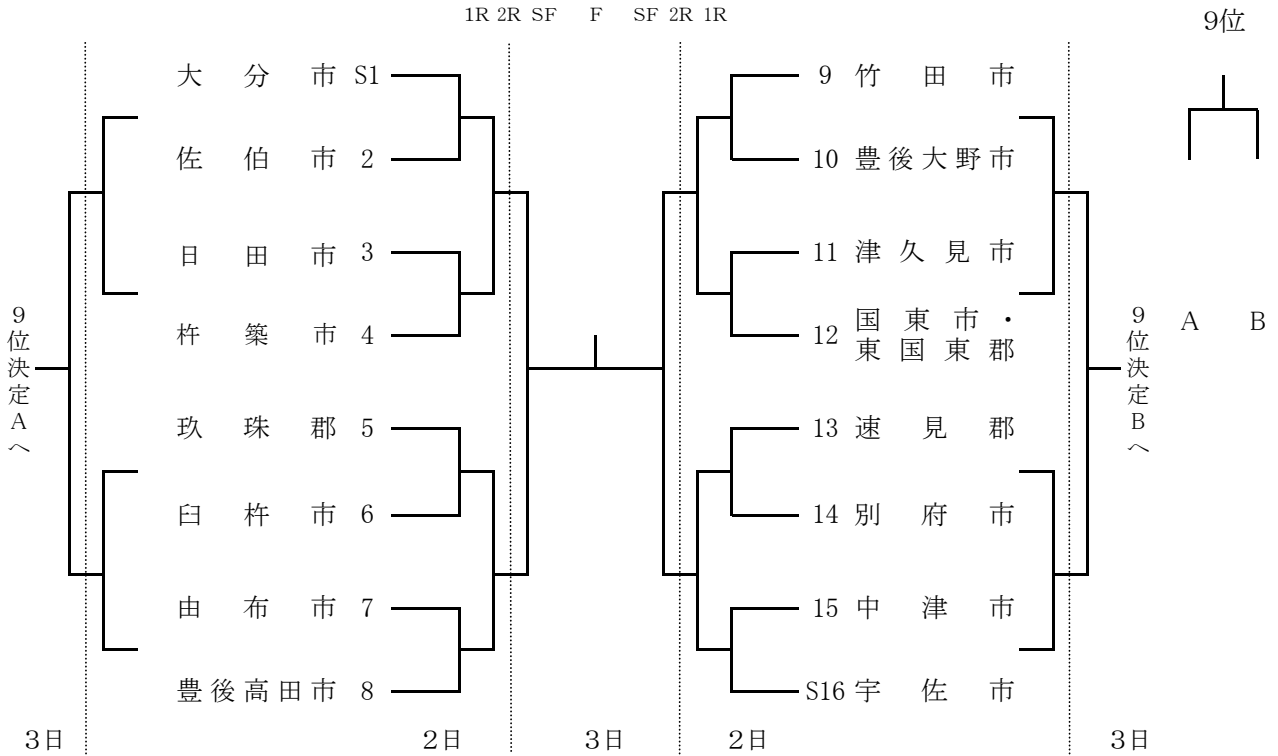 1R 2R SF F SF 2R 1R
9位
大分市 S1
佐伯市 2
日田市 3
杵築市 4
玖珠郡 5
臼杵市 6
由布市 7
豊後高田市 8
9 竹田市
10 豊後大野市
11 津久見市
12 国東市・
東国東郡
13 速見郡
14 別府市
15 中津市
S16 宇佐市
9位決定Aへ
9位決定Bへ
A B
3日 2日 3日 2日 3日